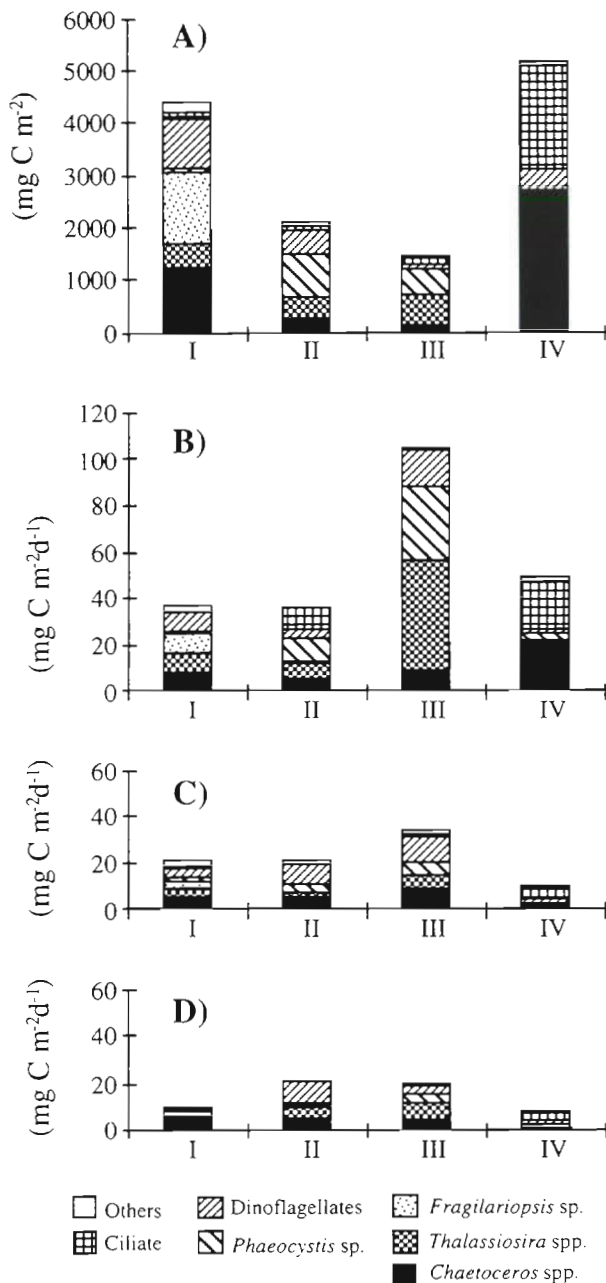 A)
(mg C m⁻²)
6000
5000
4000
3000
2000
1000
0
I II III IV
B)
(mg C m⁻²d⁻¹)
120
100
80
60
40
20
0
I II III IV
C)
(mg C m⁻²d⁻¹)
60
40
20
0
I II III IV
D)
(mg C m⁻²d⁻¹)
60
40
20
0
I II III IV
Others Dinoflagellates Fragilariopsis sp.
Ciliate Phaeocystis sp. Thalassiosira spp.
Chaetoceros spp.